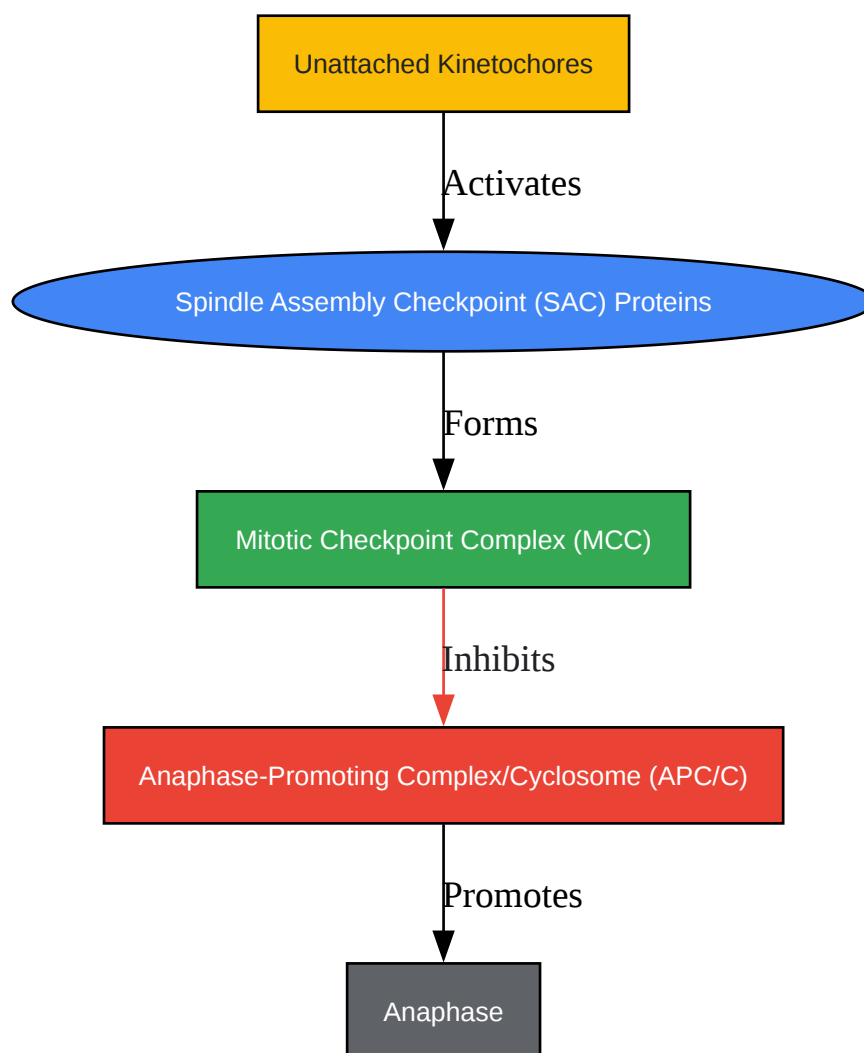 Unattached Kinetochores
Activates
Spindle Assembly Checkpoint (SAC) Proteins
Forms
Mitotic Checkpoint Complex (MCC)
Inhibits
Anaphase-Promoting Complex/Cyclosome (APC/C)
Promotes
Anaphase